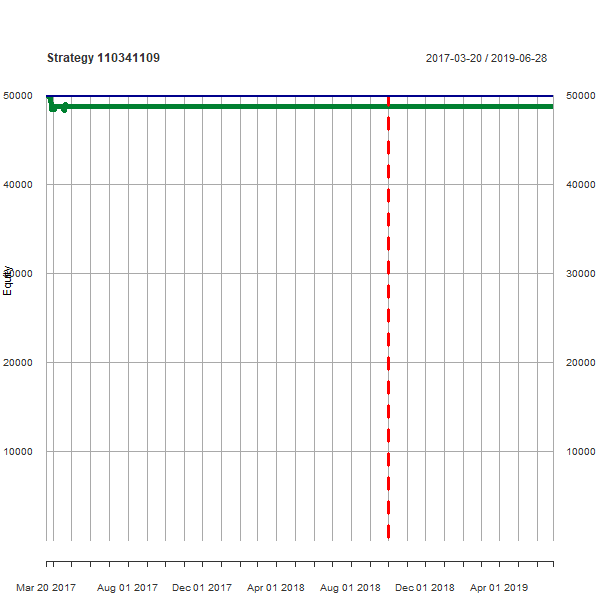 Strategy 110341109
2017-03-20 / 2019-06-28
50000
50000
40000
40000
Equity
30000
30000
20000
20000
10000
10000
Mar 20 2017
Aug 01 2017
Dec 01 2017
Apr 01 2018
Aug 01 2018
Dec 01 2018
Apr 01 2019